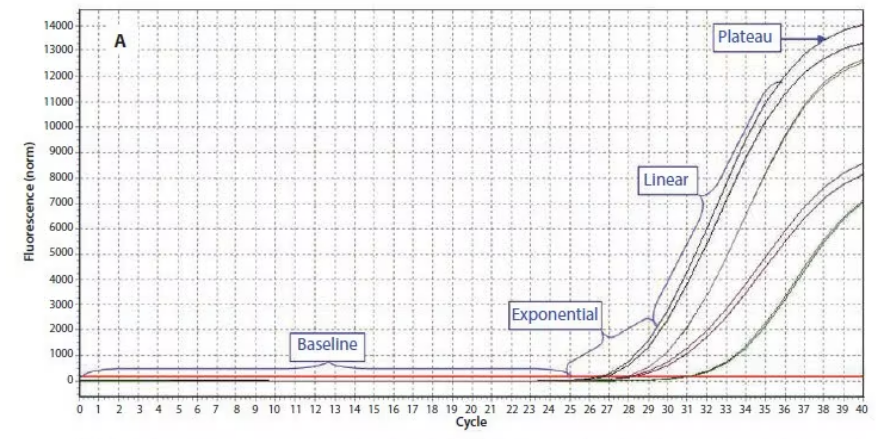 14000
A
Plateau
13000
12000
11000
10000
9000
8000
Linear
7000
6000
5000
4000
3000
Exponential
2000
Baseline
1000
0
Fluorescence (norm)
0 2 3 4 5 7 8 9 10 11 12 13 14 15 16 17 18 19 20 21 22 23 24 25 26 27 28 29 30 31 32 33 34 35 36 37 38 39 40
Cycle